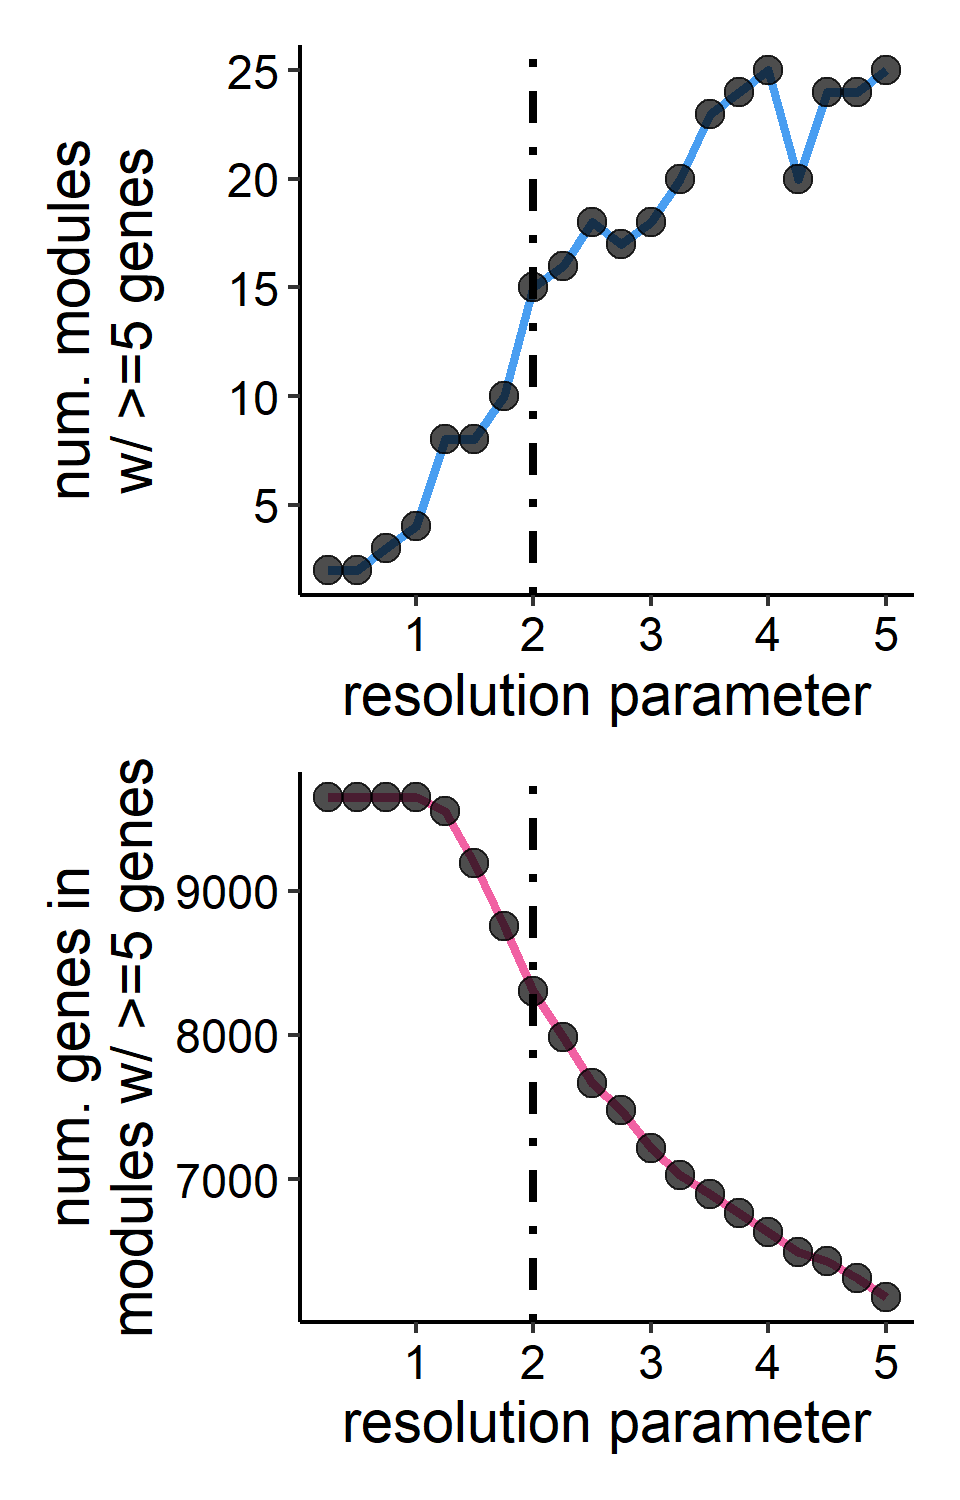 num. modules
w/ >=5 genes
25
20
15
10
5
1 2 3 4 5
resolution parameter
num. genes in
modules w/ >=5 genes
9000
8000
7000
1 2 3 4 5
resolution parameter